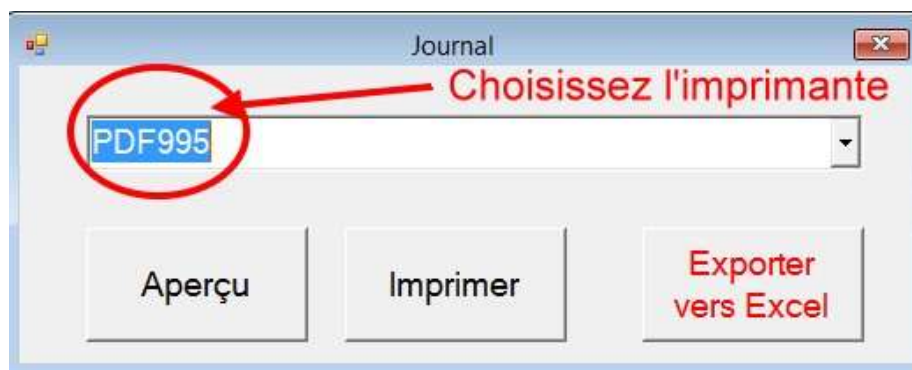 Journal
Choisissez l'imprimante
PDF995
Aperçu
Imprimer
Exporter
vers Excel